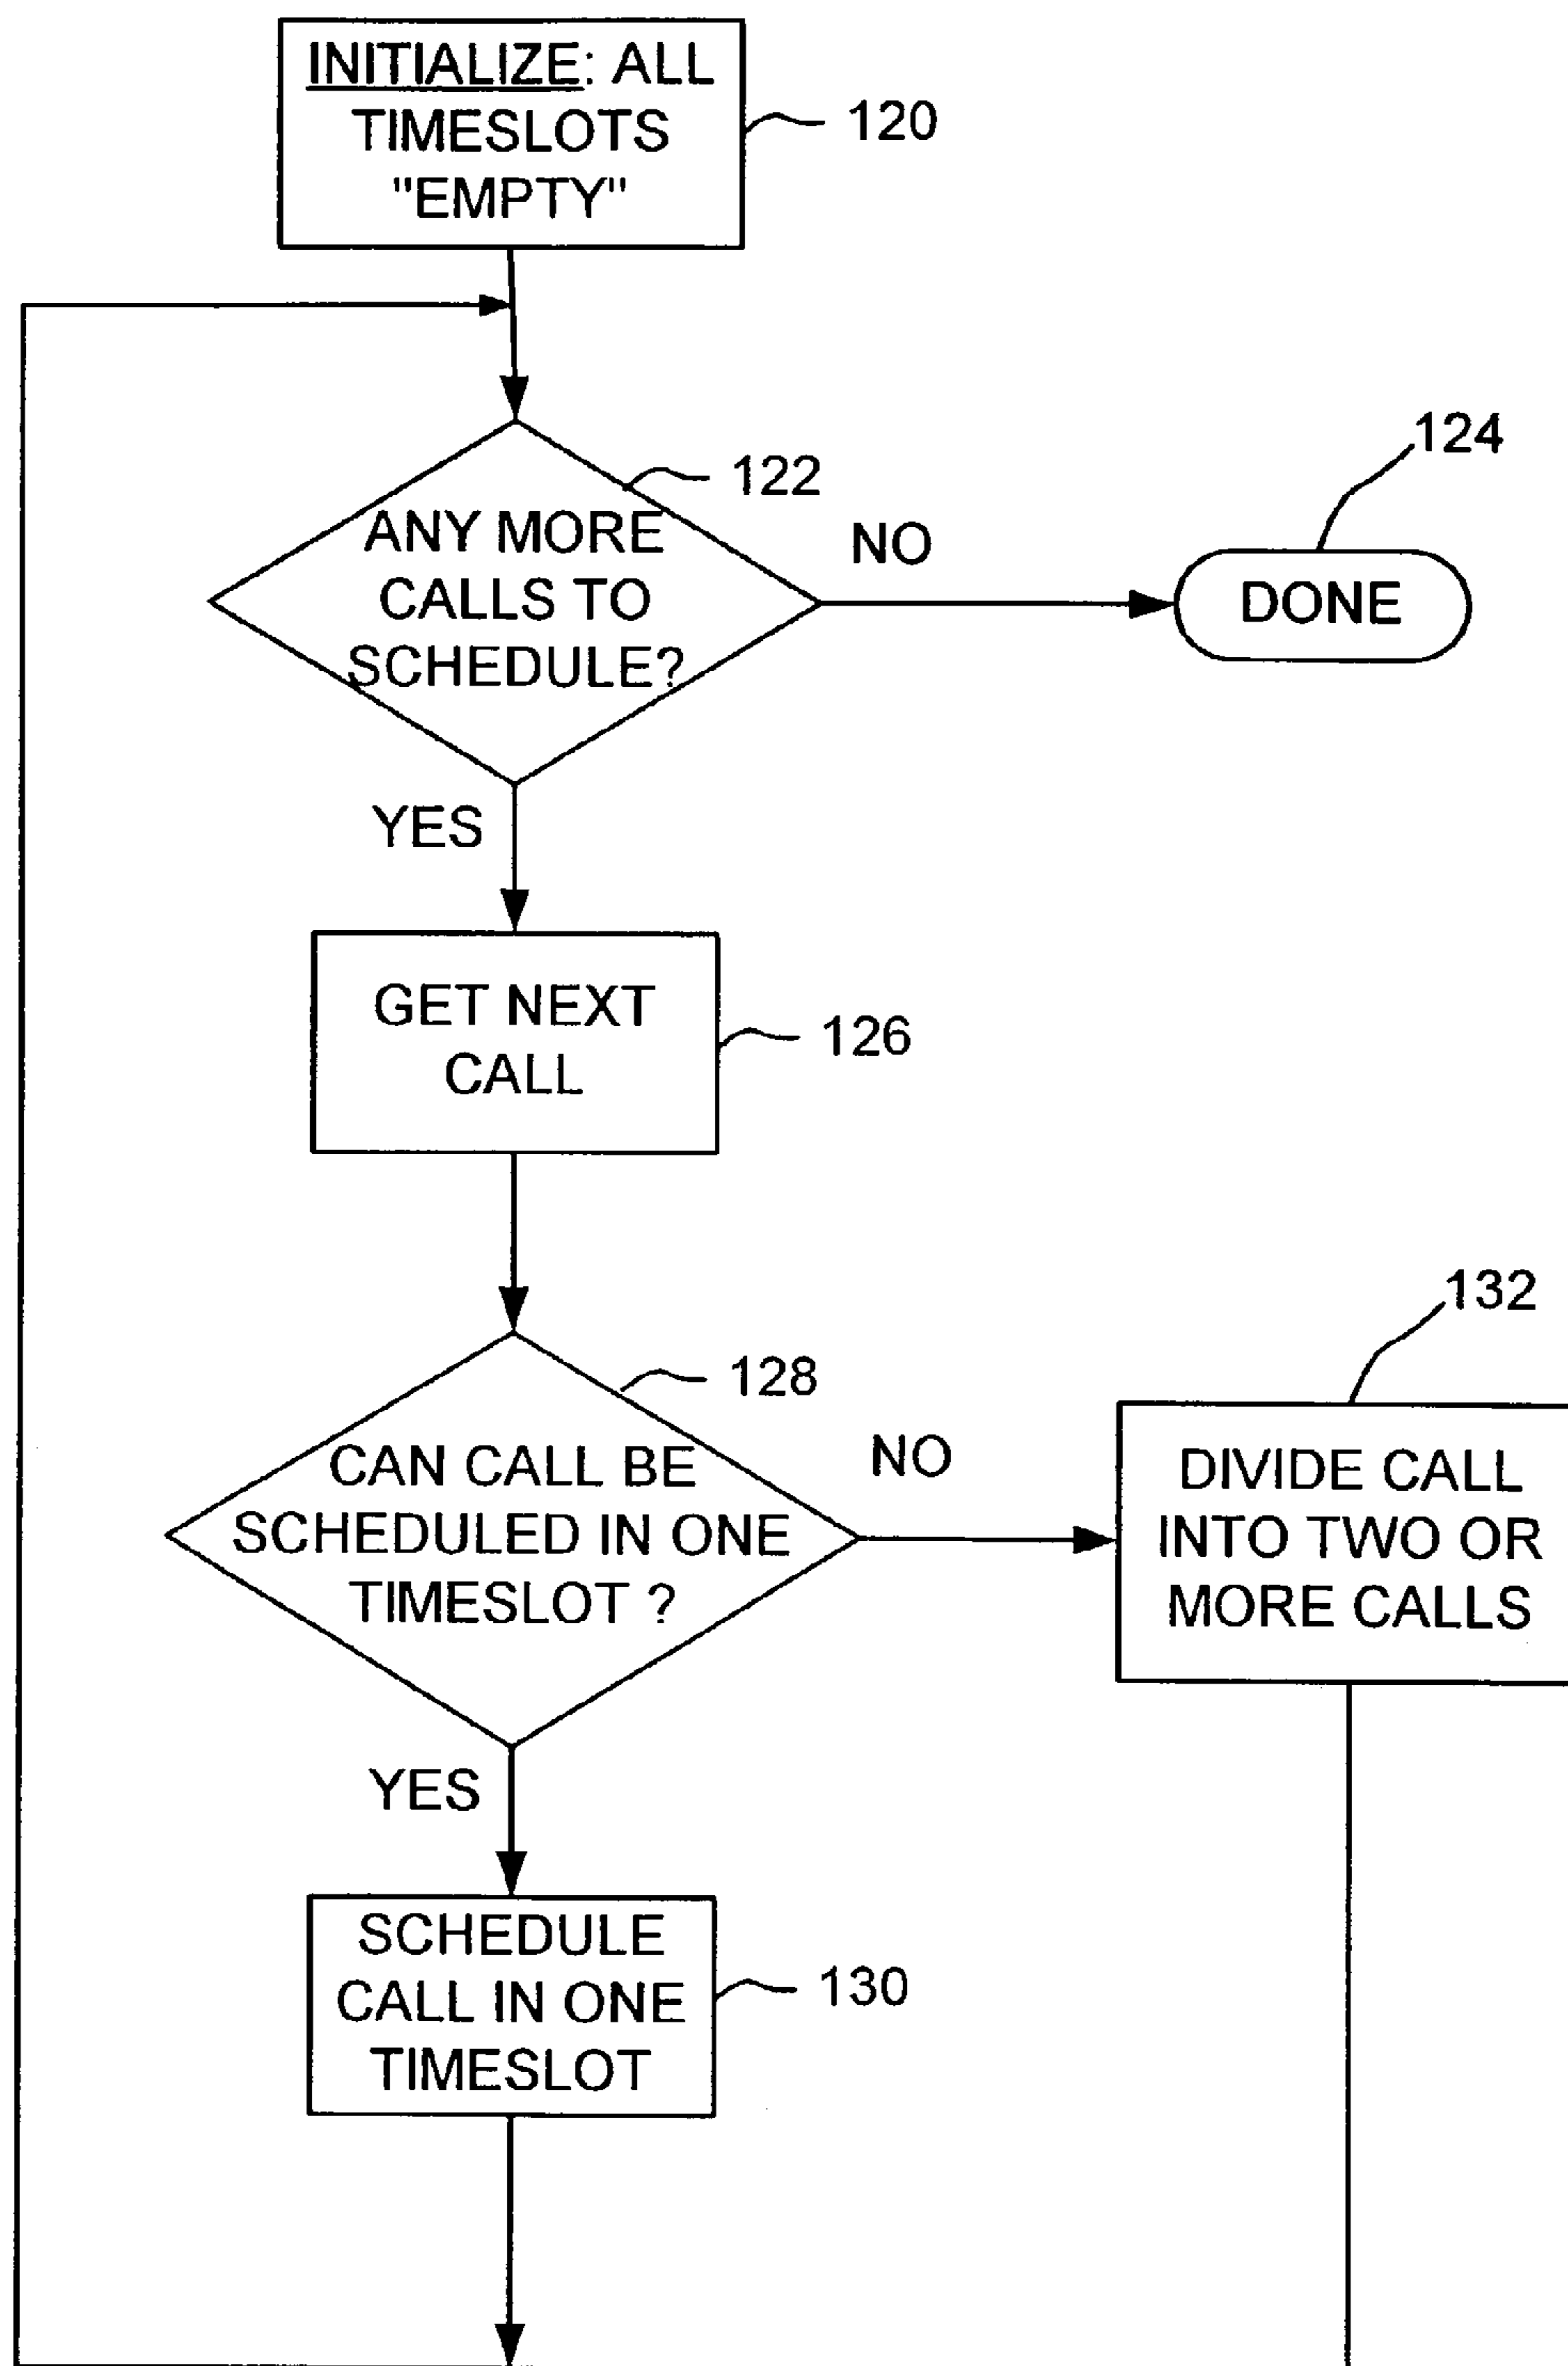 INITIALIZE: ALL
TIMESLOTS
"EMPTY"
120
122
ANY MORE
CALLS TO
SCHEDULE?
NO
124
DONE
YES
GET NEXT
CALL
126
128
CAN CALL BE
SCHEDULED IN ONE
TIMESLOT ?
NO
132
DIVIDE CALL
INTO TWO OR
MORE CALLS
YES
SCHEDULE
CALL IN ONE
TIMESLOT
130